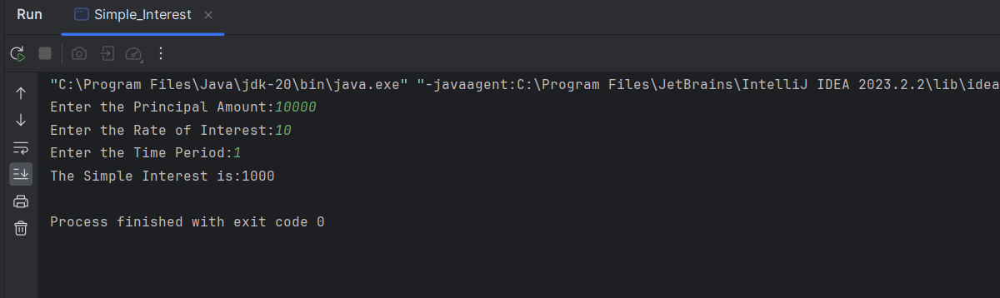 Run Simple_Interest
"C:\Program Files\Java\jdk-20\bin\java.exe" "-javaagent:C:\Program Files\JetBrains\IntelliJ IDEA 2023.2.2\lib\idea
Enter the Principal Amount:10000
Enter the Rate of Interest:10
Enter the Time Period:1
The Simple Interest is:1000
Process finished with exit code 0